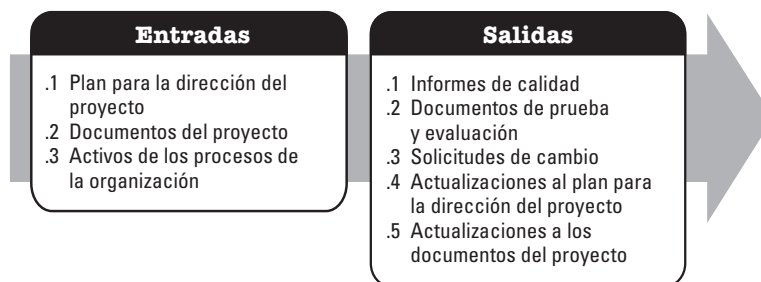 Entradas
.1 Plan para la dirección del
proyecto
.2 Documentos del proyecto
.3 Activos de los procesos de
la organización
Salidas
.1 Informes de calidad
.2 Documentos de prueba
y evaluación
.3 Solicitudes de cambio
.4 Actualizaciones al plan para
la dirección del proyecto
.5 Actualizaciones a los
documentos del proyecto